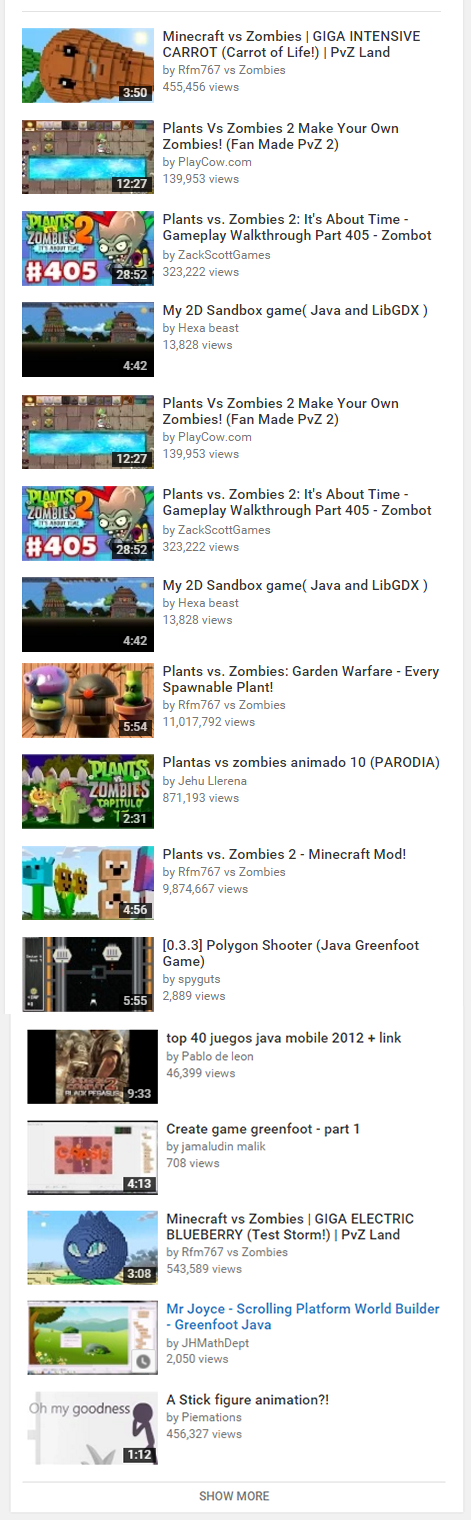 Minecraft vs Zombies | GIGA INTENSIVE
CARROT (Carrot of Life!) | PvZ Land
by Rfm767 vs Zombies
455,456 views
3:50
Plants Vs Zombies 2 Make Your Own
Zombies! (Fan Made PvZ 2)
by PlayCow.com
139,953 views
12:27
Plants vs. Zombies 2: It's About Time -
Gameplay Walkthrough Part 405 - Zombot
by ZackScottGames
323,222 views
PLANTS
vs
ZOMBIES 2
IT'S ABOUT TIME
#405
28:52
My 2D Sandbox game( Java and LibGDX )
by Hexa beast
13,828 views
4:42
Plants Vs Zombies 2 Make Your Own
Zombies! (Fan Made PvZ 2)
by PlayCow.com
139,953 views
12:27
Plants vs. Zombies 2: It's About Time -
Gameplay Walkthrough Part 405 - Zombot
by ZackScottGames
323,222 views
PLANTS
vs
ZOMBIES 2
IT'S ABOUT TIME
#405
28:52
My 2D Sandbox game( Java and LibGDX )
by Hexa beast
13,828 views
4:42
Plants vs. Zombies: Garden Warfare - Every
Spawnable Plant!
by Rfm767 vs Zombies
11,017,792 views
5:54
Plantas vs zombies animado 10 (PARODIA)
by Jehu Llerena
871,193 views
PLANTS
vs
ZOMBIES
CAPITULO
2:31
Plants vs. Zombies 2 - Minecraft Mod!
by Rfm767 vs Zombies
9,874,667 views
4:56
[0.3.3] Polygon Shooter (Java Greenfoot
Game)
by spyguts
2,889 views
5:55
top 40 juegos java mobile 2012 + link
by Pablo de leon
46,399 views
BLACK PEGASUS
9:33
Create game greenfoot - part 1
by jamaludin malik
708 views
4:13
Minecraft vs Zombies | GIGA ELECTRIC
BLUEBERRY (Test Storm!) | PvZ Land
by Rfm767 vs Zombies
543,589 views
3:08
Mr Joyce - Scrolling Platform World Builder
- Greenfoot Java
by JHMathDept
2,050 views
A Stick figure animation?!
by Piemations
456,327 views
Oh my goodness
1:12
SHOW MORE